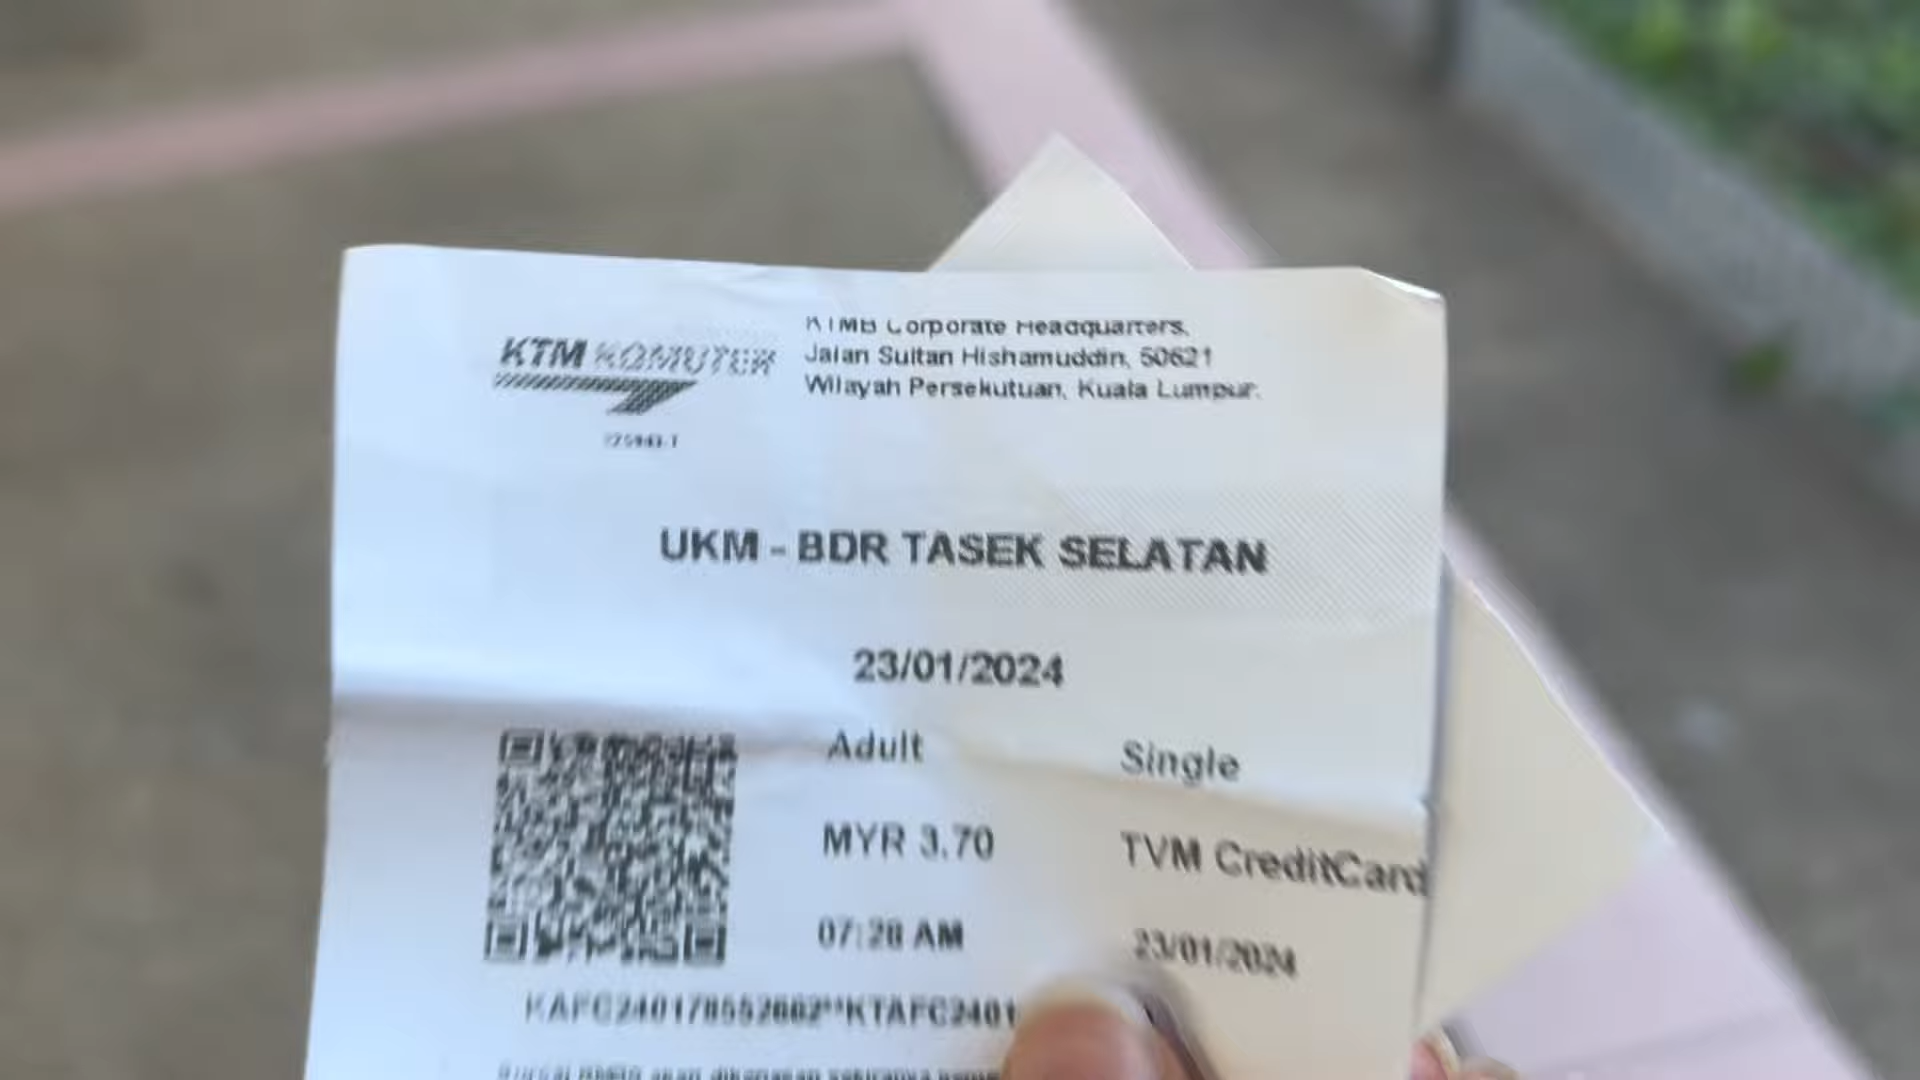 KTM KOMUTER
KTMB Corporate Headquarters,
Jalan Sultan Hishamuddin, 50621
Wilayah Persekutuan, Kuala Lumpur.
UKM - BDR TASEK SELATAN
23/01/2024
Adult Single
MYR 3.70 TVM CreditCard
07:28 AM 23/01/2024